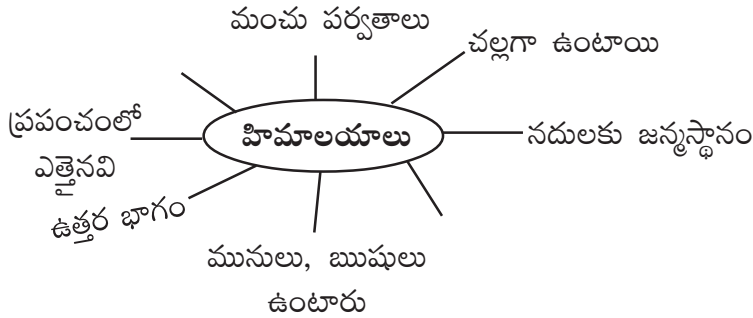 మంచు పర్వతాలు
చల్లగా ఉంటాయి
ప్రపంచంలో
ఎత్తైనవి
హిమాలయాలు
నదులకు జన్మస్థానం
ఉత్తర భాగం
మునులు, ఋషులు
ఉంటారు